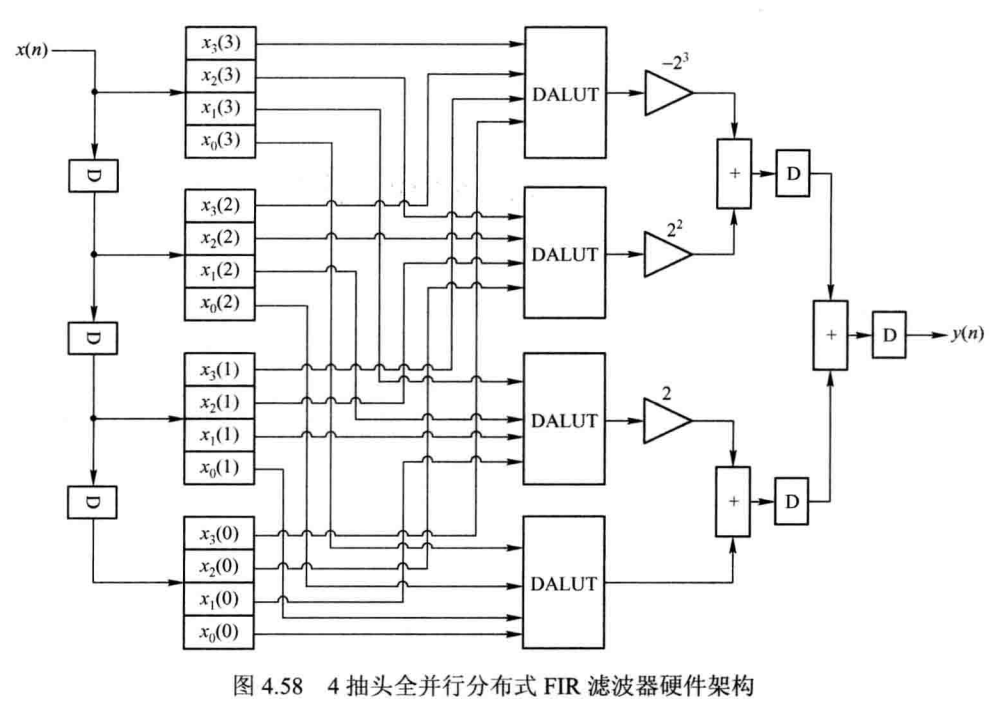 x(n)
x₃(3)
x₂(3)
x₁(3)
x₀(3)
D
x₃(2)
x₂(2)
x₁(2)
x₀(2)
D
x₃(1)
x₂(1)
x₁(1)
x₀(1)
D
x₃(0)
x₂(0)
x₁(0)
x₀(0)
DALUT
−2³
DALUT
2²
DALUT
2
DALUT
+
D
+
D
+
D
y(n)
图 4.58 4 抽头全并行分布式 FIR 滤波器硬件架构